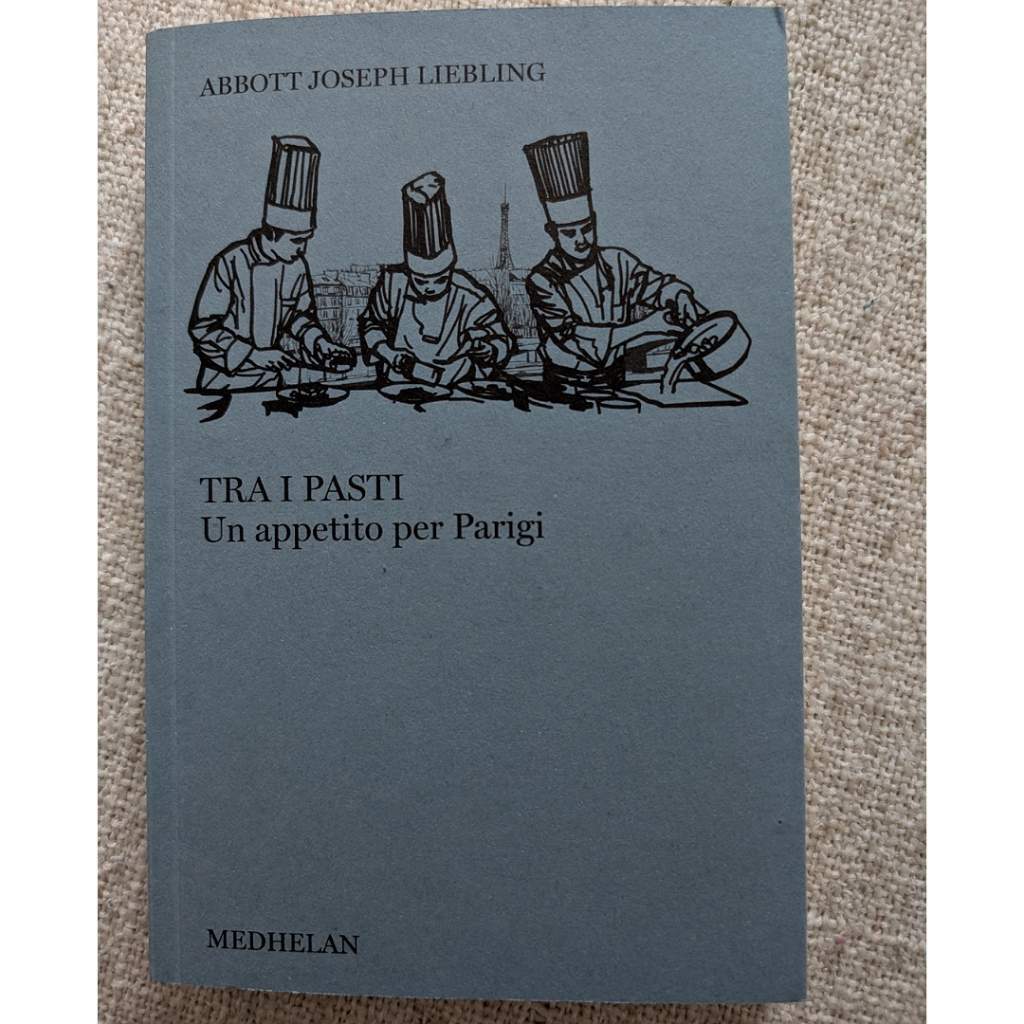 ABBOTT JOSEPH LIEBLING
TRA I PASTI
Un appetito per Parigi
MEDHELAN